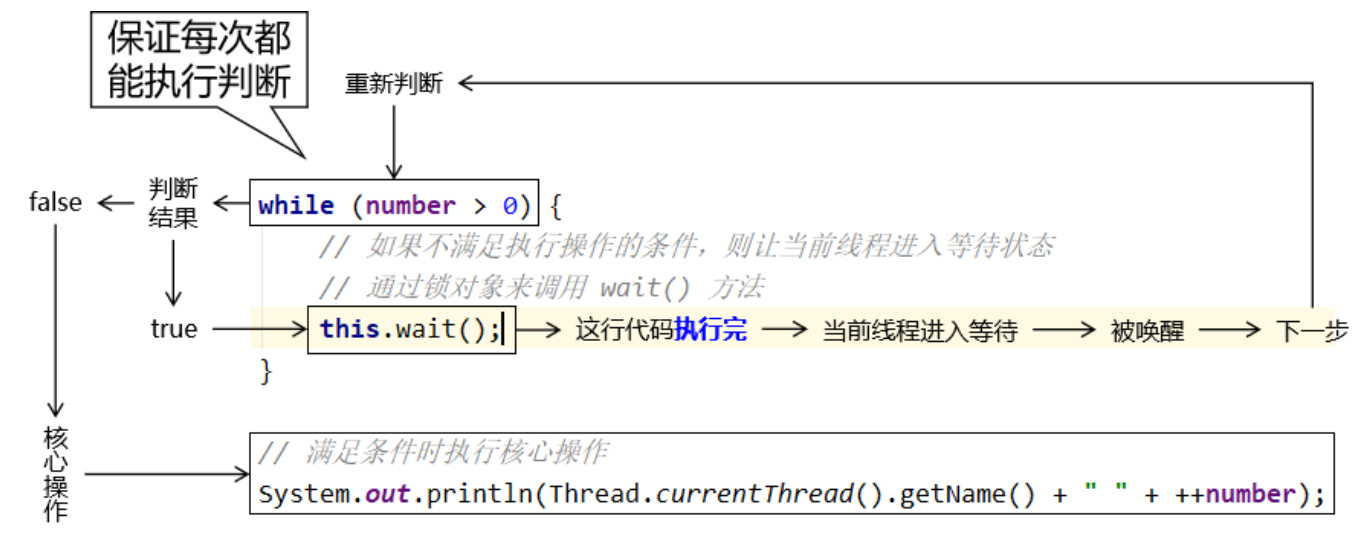 保证每次都
能执行判断
重新判断
false
判断
结果
while (number > 0) {
// 如果不满足执行操作的条件，则让当前线程进入等待状态
// 通过锁对象来调用 wait() 方法
true
this.wait();
这行代码执行完
当前线程进入等待
被唤醒
下一步
}
核心操作
// 满足条件时执行核心操作
System.out.println(Thread.currentThread().getName() + " " + ++number);